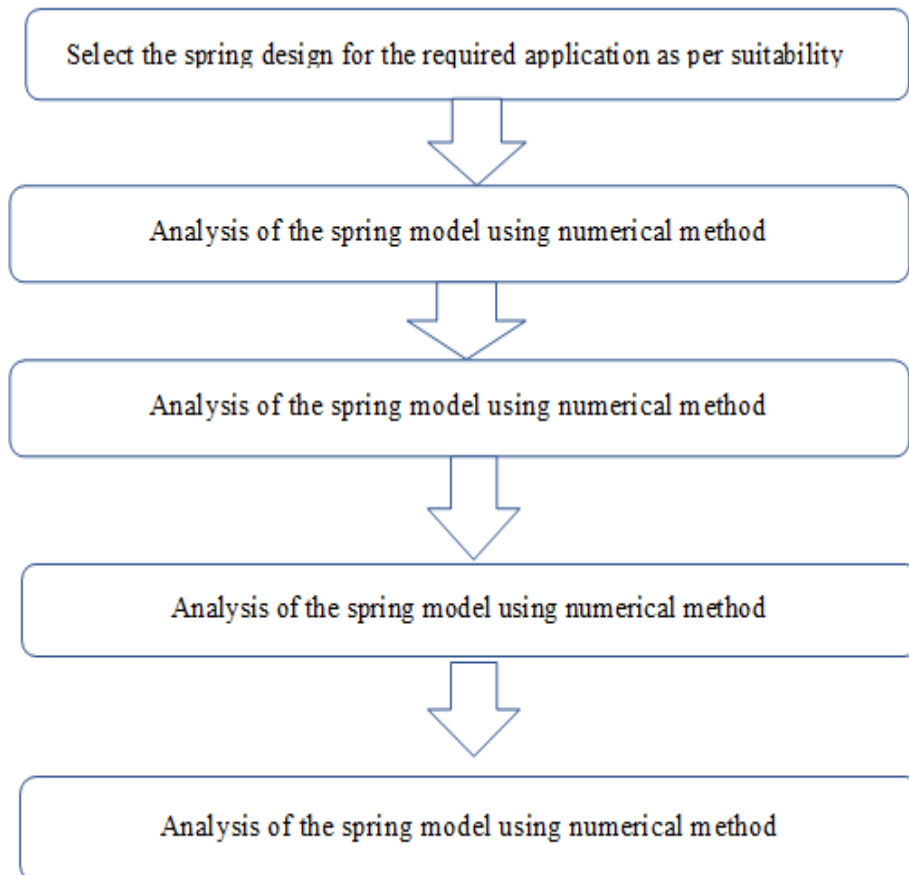 Select the spring design for the required application as per suitability
Analysis of the spring model using numerical method
Analysis of the spring model using numerical method
Analysis of the spring model using numerical method
Analysis of the spring model using numerical method